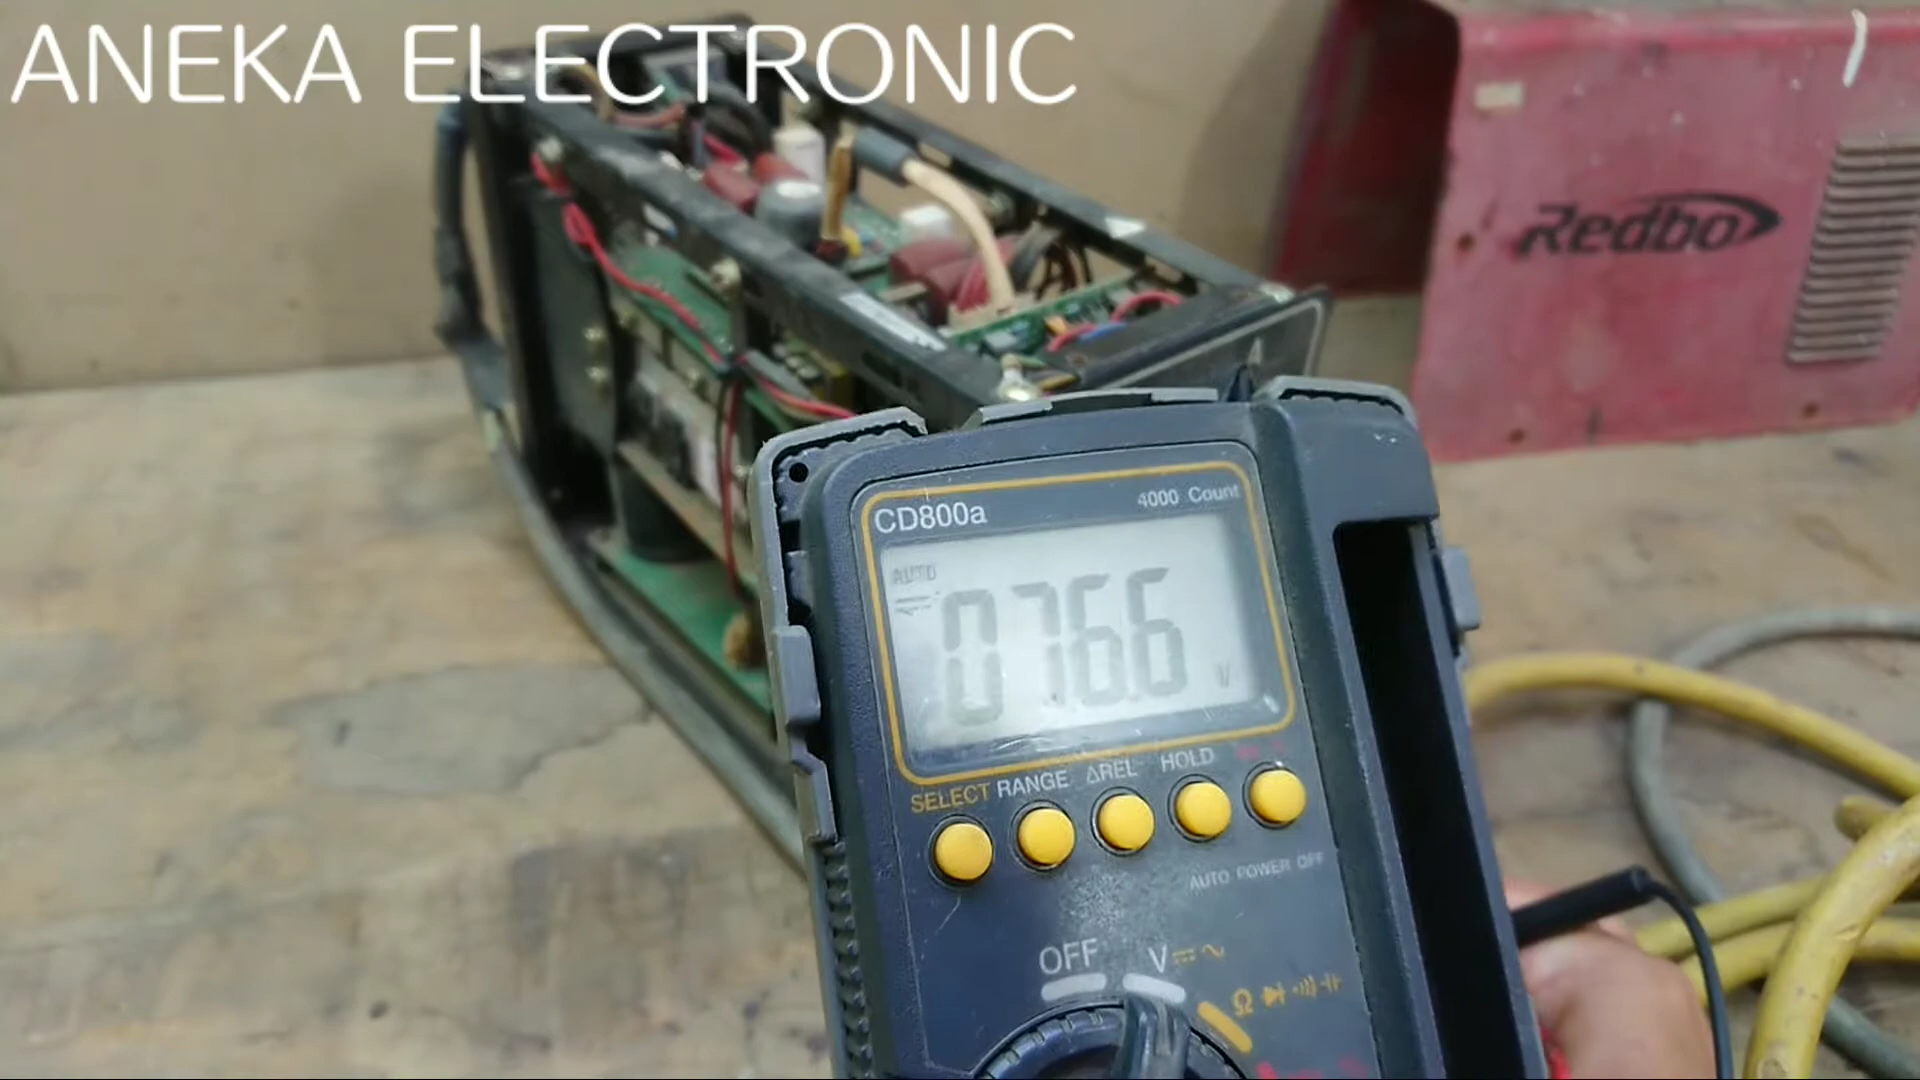 ANEKA ELECTRONIC
Redbo
CD800a
4000 Count
AUTO
076.6
V
SELECT RANGE ΔREL HOLD
AUTO POWER OFF
OFF
V
Ω